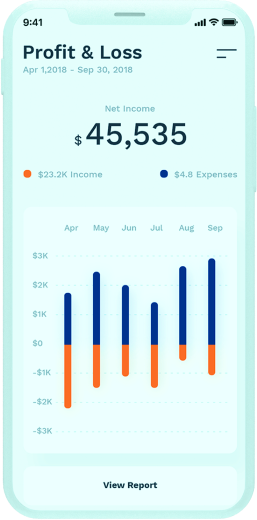 9:41
Profit & Loss
Apr 1,2018 - Sep 30, 2018
Net Income
$ 45,535
$23.2K Income $4.8 Expenses
Apr May Jun Jul Aug Sep
$3K
$2K
$1K
$0
-$1K
-$2K
-$3K
View Report